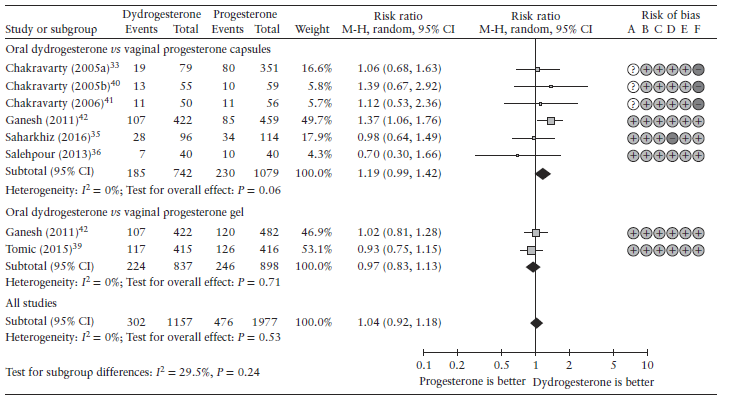 Dydrogesterone Progesterone Risk ratio Risk ratio Risk of bias
Study or subgroup Events Total Events Total Weight M-H, random, 95% CI M-H, random, 95% CI A B C D E F
Oral dydrogesterone vs vaginal progesterone capsules
Chakravarty (2005a)33 19 79 80 351 16.6% 1.06 (0.68, 1.63) ? + + + + −
Chakravarty (2005b)40 13 55 10 59 5.8% 1.39 (0.67, 2.92) ? + + + + −
Chakravarty (2006)41 11 50 11 56 5.7% 1.12 (0.53, 2.36) ? + + + + −
Ganesh (2011)42 107 422 85 459 49.7% 1.37 (1.06, 1.76) + + + + + +
Saharkhiz (2016)35 28 96 34 114 17.9% 0.98 (0.64, 1.49) + + + − + +
Salehpour (2013)36 7 40 10 40 4.3% 0.70 (0.30, 1.66) + + + + + +
Subtotal (95% CI) 185 742 230 1079 100.0% 1.19 (0.99, 1.42)
Heterogeneity: I2 = 0%; Test for overall effect: P = 0.06
Oral dydrogesterone vs vaginal progesterone gel
Ganesh (2011)42 107 422 120 482 46.9% 1.02 (0.81, 1.28) + + + + + +
Tomic (2015)39 117 415 126 416 53.1% 0.93 (0.75, 1.15) + + + + + +
Subtotal (95% CI) 224 837 246 898 100.0% 0.97 (0.83, 1.13)
Heterogeneity: I2 = 0%; Test for overall effect: P = 0.71
All studies
Subtotal (95% CI) 302 1157 476 1977 100.0% 1.04 (0.92, 1.18)
Heterogeneity: I2 = 0%; Test for overall effect: P = 0.53
0.1 0.2 0.5 1 2 5 10
Test for subgroup differences: I2 = 29.5%, P = 0.24
Progesterone is better Dydrogesterone is better